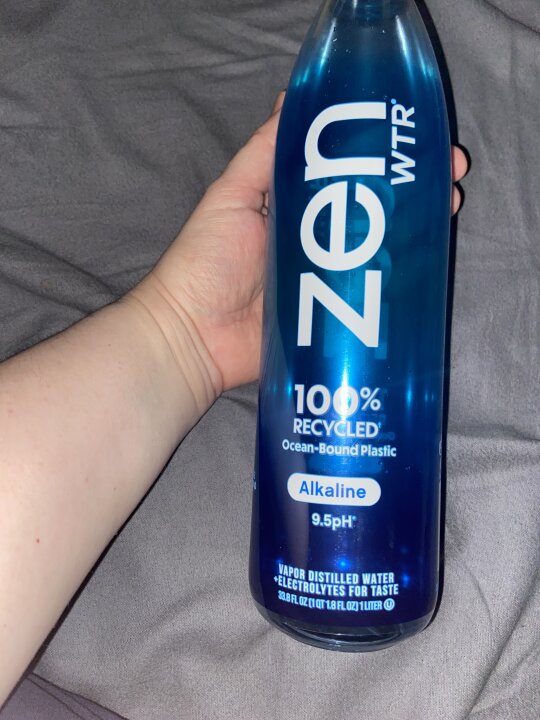 zen
WTR®
100%
RECYCLED†
Ocean-Bound Plastic
Alkaline
9.5pH*
VAPOR DISTILLED WATER
+ELECTROLYTES FOR TASTE
33.8 FL OZ (1 QT 1.8 FL OZ) 1 LITER U